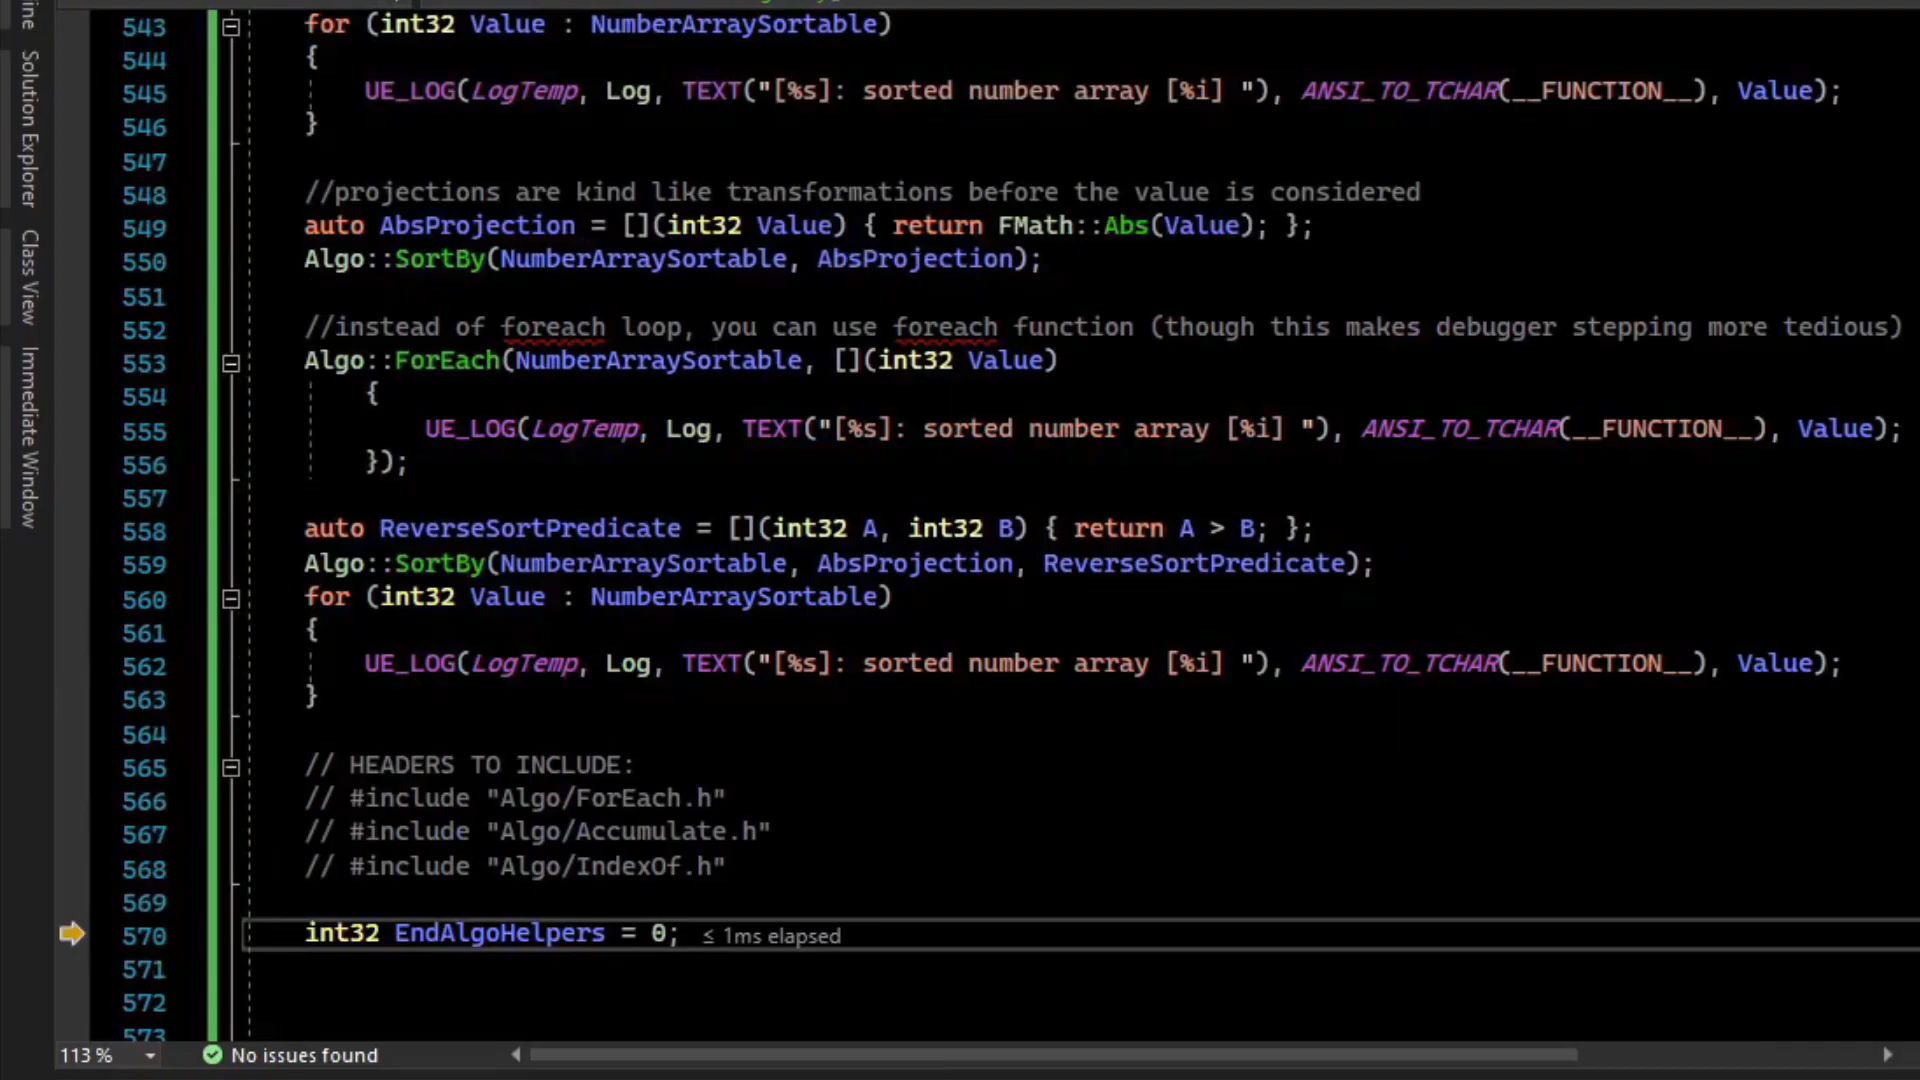 ine
Solution Explorer
Class View
Immediate Window
543 for (int32 Value : NumberArraySortable)
544 {
545 UE_LOG(LogTemp, Log, TEXT("[%s]: sorted number array [%i] "), ANSI_TO_TCHAR(__FUNCTION__), Value);
546 }
547
548 //projections are kind like transformations before the value is considered
549 auto AbsProjection = [](int32 Value) { return FMath::Abs(Value); };
550 Algo::SortBy(NumberArraySortable, AbsProjection);
551
552 //instead of foreach loop, you can use foreach function (though this makes debugger stepping more tedious)
553 Algo::ForEach(NumberArraySortable, [](int32 Value)
554 {
555 UE_LOG(LogTemp, Log, TEXT("[%s]: sorted number array [%i] "), ANSI_TO_TCHAR(__FUNCTION__), Value);
556 });
557
558 auto ReverseSortPredicate = [](int32 A, int32 B) { return A > B; };
559 Algo::SortBy(NumberArraySortable, AbsProjection, ReverseSortPredicate);
560 for (int32 Value : NumberArraySortable)
561 {
562 UE_LOG(LogTemp, Log, TEXT("[%s]: sorted number array [%i] "), ANSI_TO_TCHAR(__FUNCTION__), Value);
563 }
564
565 // HEADERS TO INCLUDE:
566 // #include "Algo/ForEach.h"
567 // #include "Algo/Accumulate.h"
568 // #include "Algo/IndexOf.h"
569
570 int32 EndAlgoHelpers = 0; ≤ 1ms elapsed
571
572
573
113 % No issues found